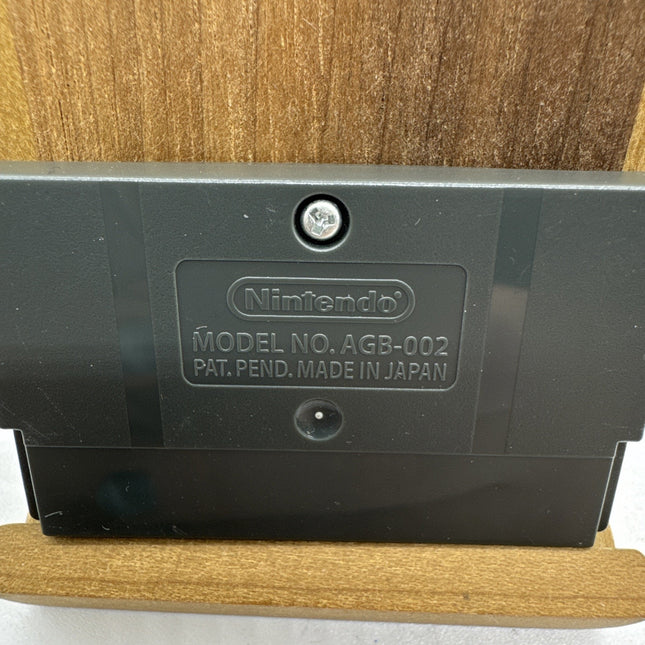 Nintendo®
MODEL NO. AGB-002
PAT. PEND. MADE IN JAPAN